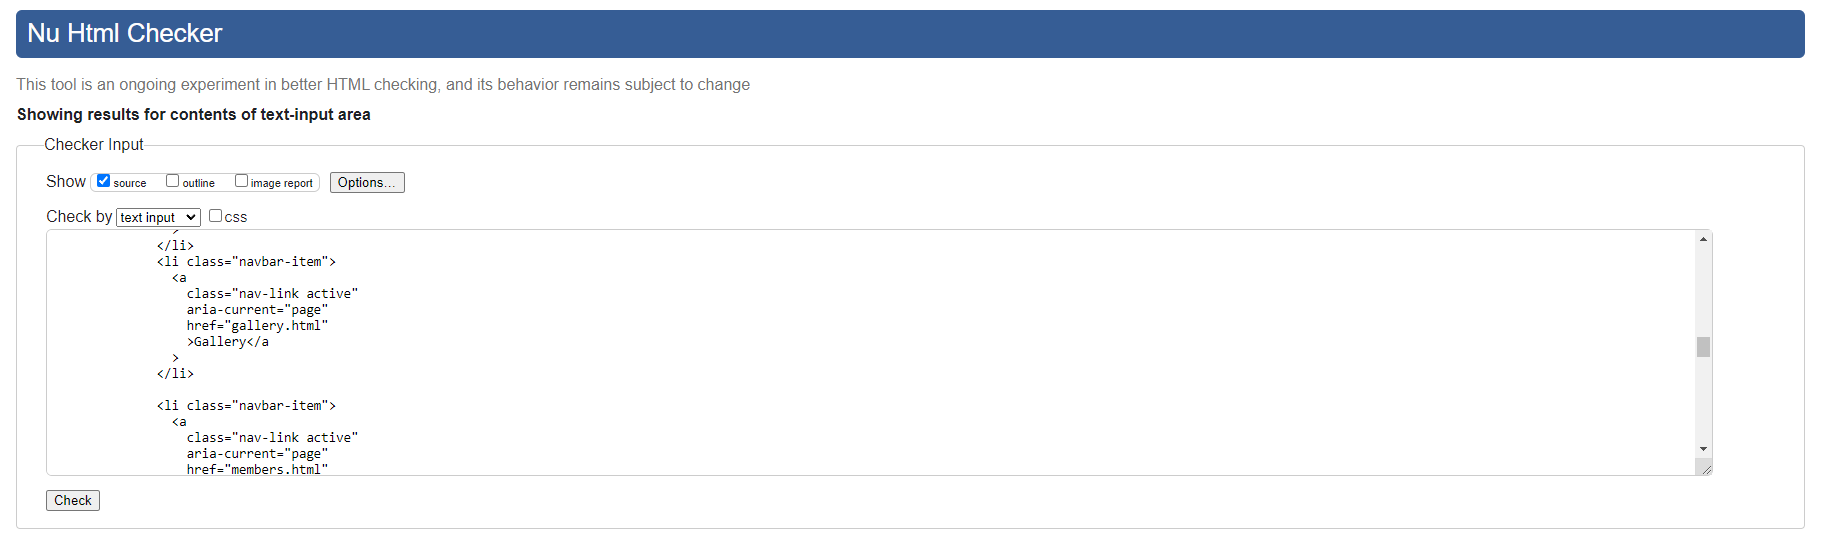 Nu Html Checker
This tool is an ongoing experiment in better HTML checking, and its behavior remains subject to change
Showing results for contents of text-input area
Checker Input
Show source outline image report Options...
Check by text input css
>
</li>
<li class="navbar-item">
<a
class="nav-link active"
aria-current="page"
href="gallery.html"
>Gallery</a
>
</li>
<li class="navbar-item">
<a
class="nav-link active"
aria-current="page"
href="members.html"
Check